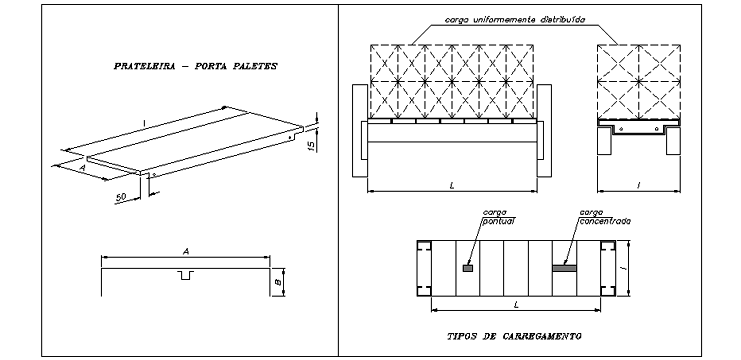 PRATELEIRA - PORTA PALETES
I
A
50
15
A
B
carga uniformemente distribuída
L
I
carga
pontual
carga
concentrada
I
L
TIPOS DE CARREGAMENTO